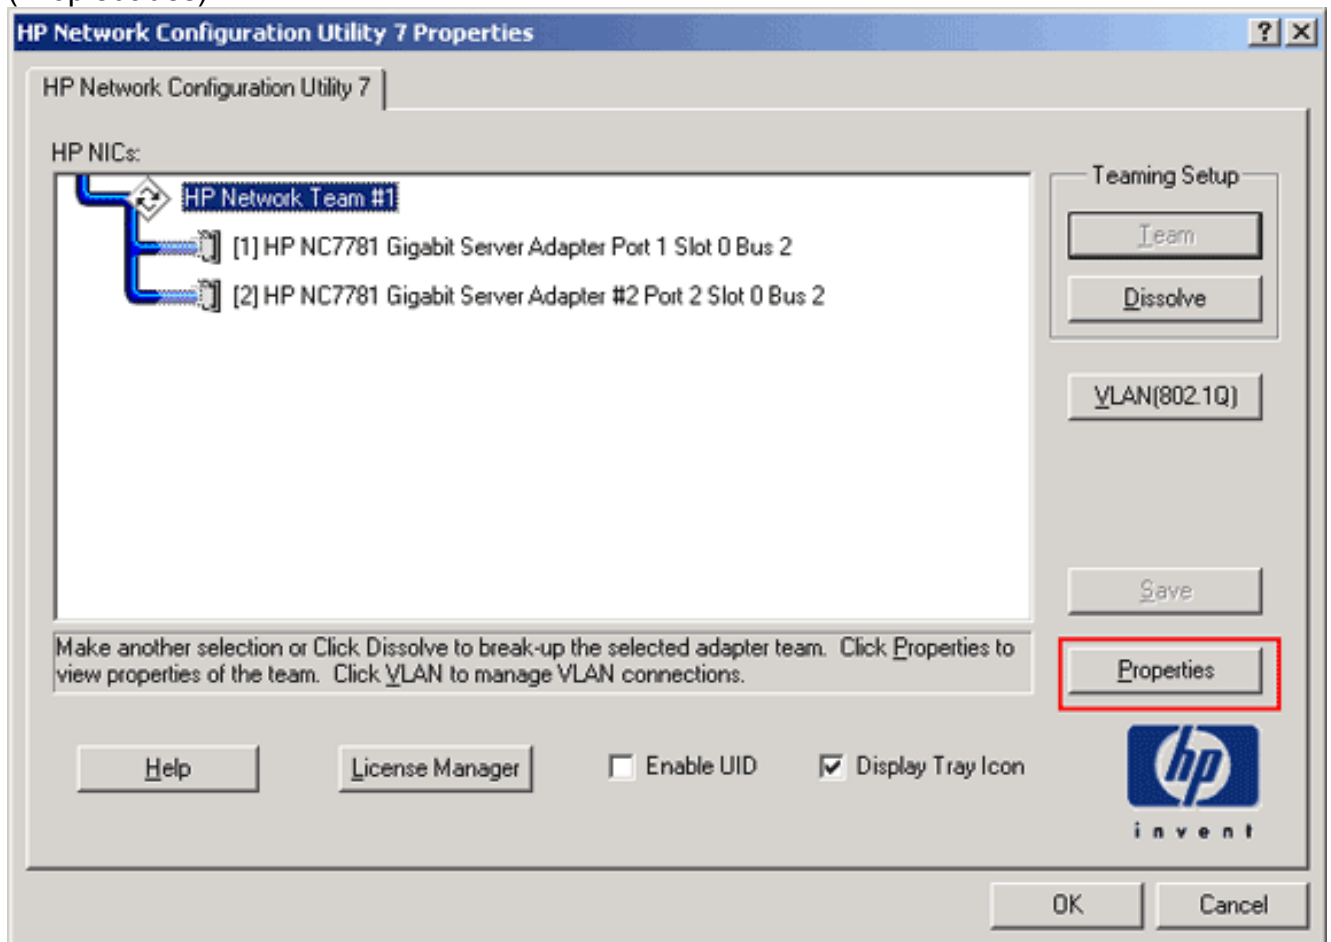 HP Network Configuration Utility 7 Properties
HP Network Configuration Utility 7
HP NICs:
HP Network Team #1
[1] HP NC7781 Gigabit Server Adapter Port 1 Slot 0 Bus 2
[2] HP NC7781 Gigabit Server Adapter #2 Port 2 Slot 0 Bus 2
Teaming Setup
Team
Dissolve
VLAN(802.1Q)
Save
Make another selection or Click Dissolve to break-up the selected adapter team. Click Properties to
view properties of the team. Click VLAN to manage VLAN connections.
Properties
Help
License Manager
Enable UID
Display Tray Icon
hp
invent
OK
Cancel